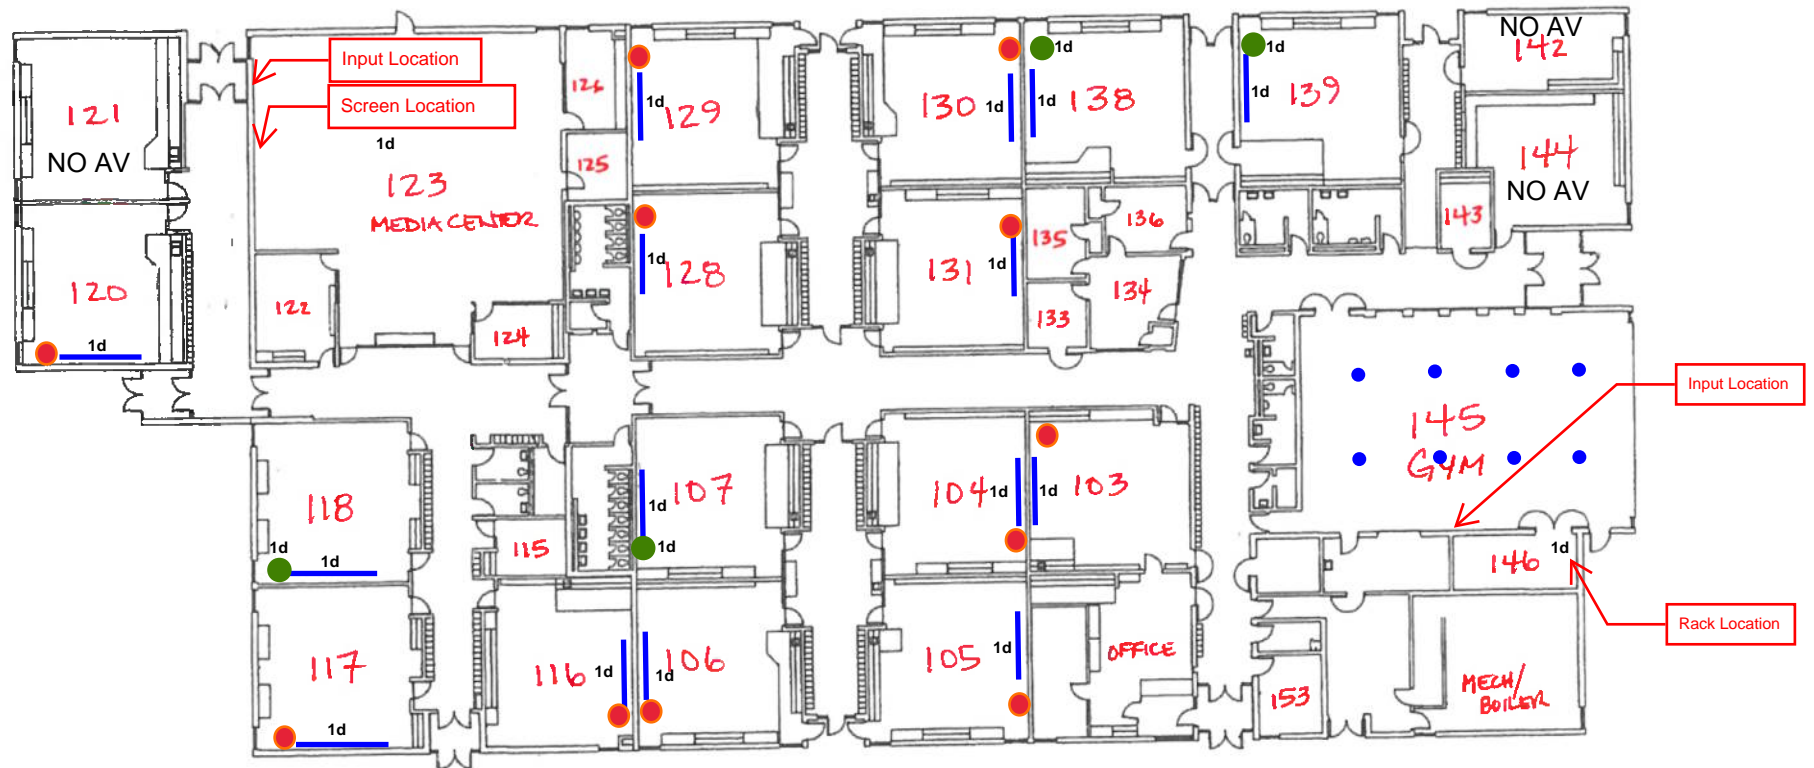 NO AV
142
Input Location
Screen Location
1d
1d
1d
139
121
NO AV
126
1d
129
130
1d
1d
138
1d
1d
123
MEDIA CENTER
125
144
NO AV
143
136
135
1d
128
131
1d
134
120
1d
122
124
133
Input Location
145
GYM
118
1d
1d
107
1d
1d
104
1d
1d
103
115
146
1d
Rack Location
117
1d
116
1d
106
1d
105
1d
OFFICE
153
MECH/
BOILER